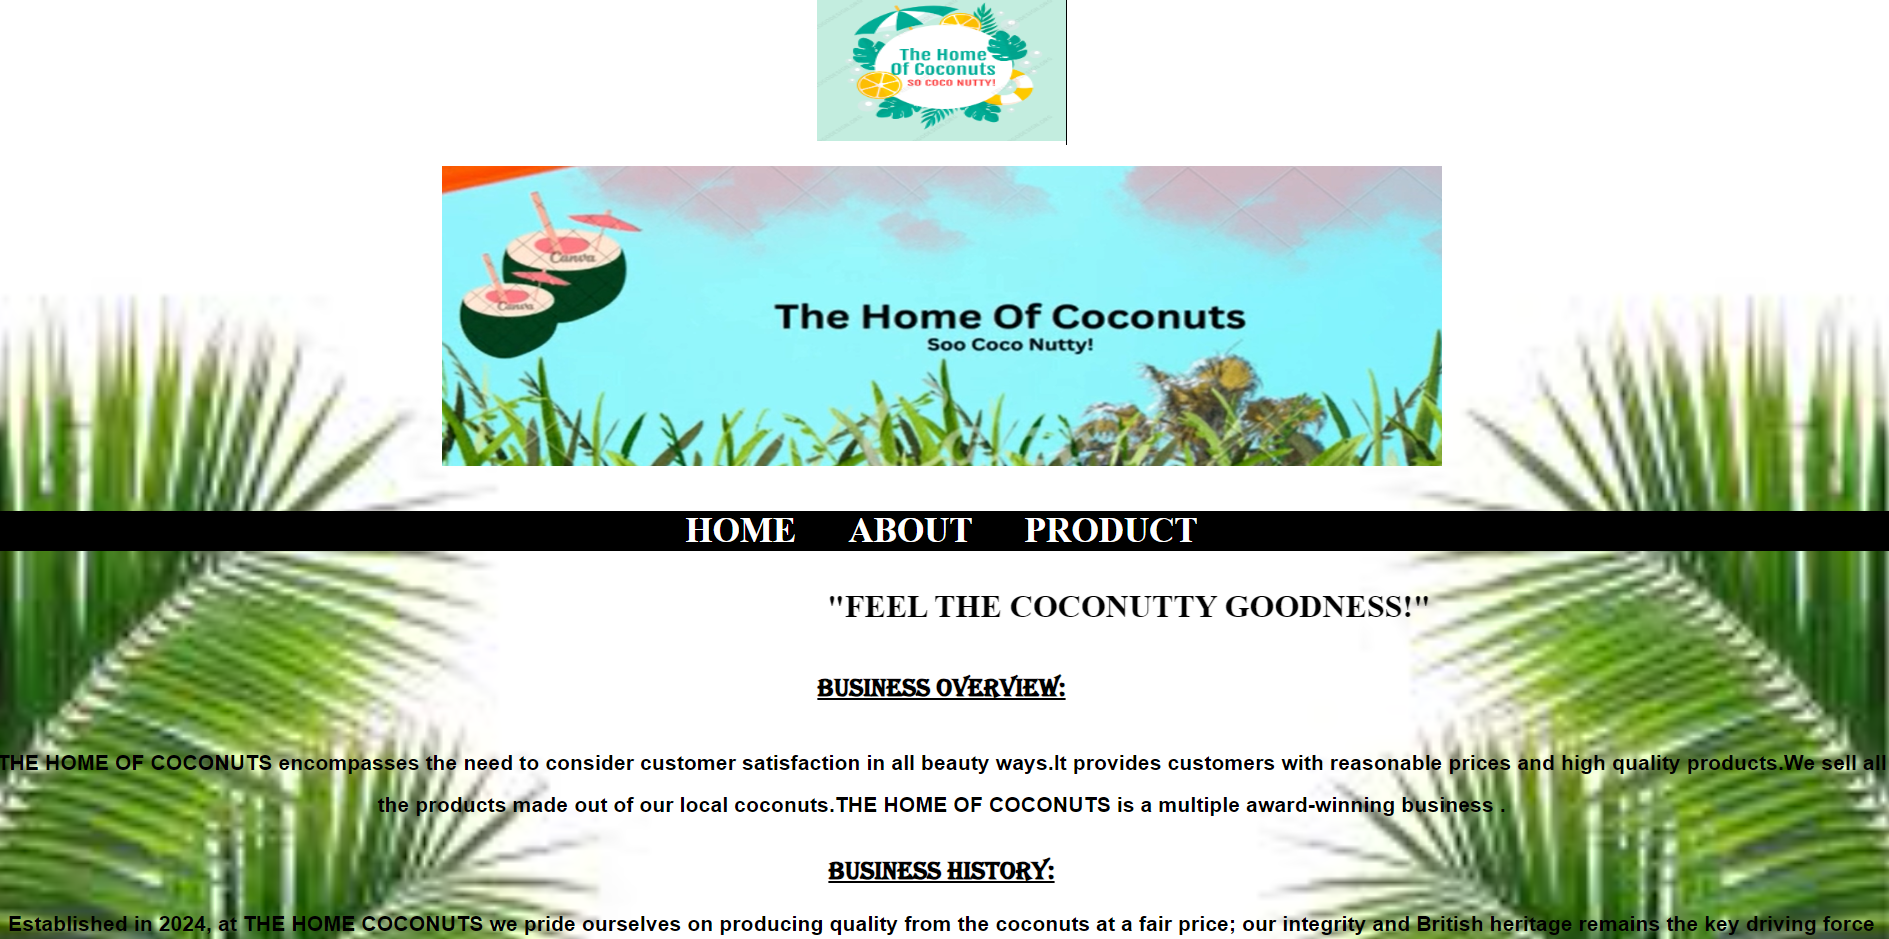 The Home
Of Coconuts
SO COCO NUTTY!
Canva
Canva
The Home Of Coconuts
Soo Coco Nutty!
HOME ABOUT PRODUCT
"FEEL THE COCONUTTY GOODNESS!"
BUSINESS OVERVIEW:
THE HOME OF COCONUTS encompasses the need to consider customer satisfaction in all beauty ways.It provides customers with reasonable prices and high quality products.We sell all
the products made out of our local coconuts.THE HOME OF COCONUTS is a multiple award-winning business .
BUSINESS HISTORY:
Established in 2024, at THE HOME COCONUTS we pride ourselves on producing quality from the coconuts at a fair price; our integrity and British heritage remains the key driving force